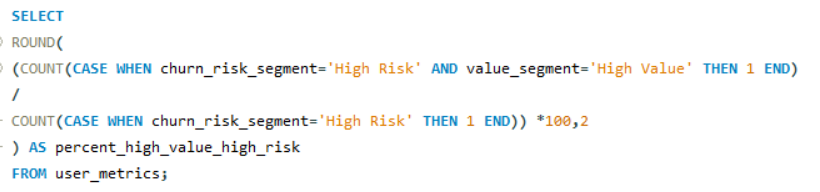 SELECT
ROUND(
(COUNT(CASE WHEN churn_risk_segment='High Risk' AND value_segment='High Value' THEN 1 END)
/
COUNT(CASE WHEN churn_risk_segment='High Risk' THEN 1 END)) *100,2
) AS percent_high_value_high_risk
FROM user_metrics;